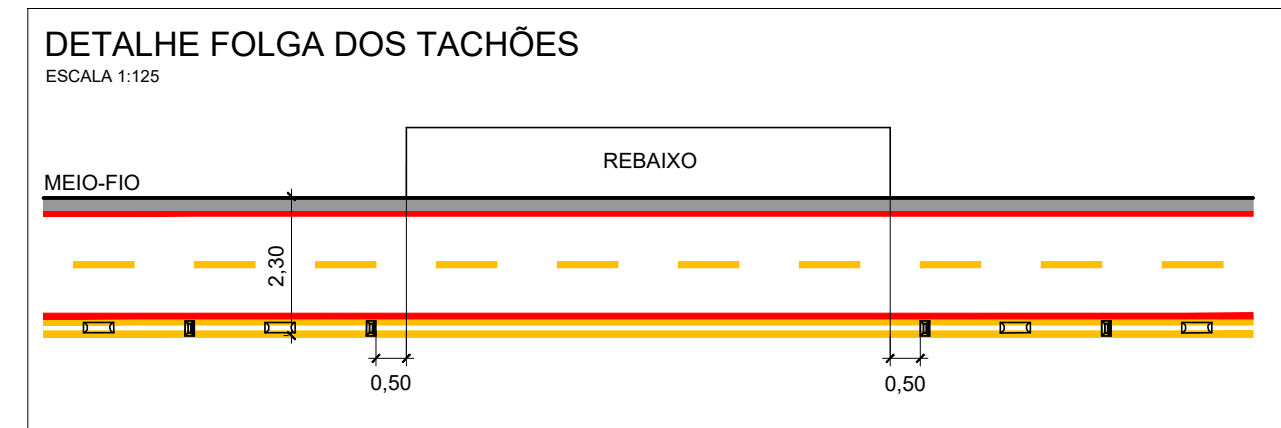 DETALHE FOLGA DOS TACHÕES
ESCALA 1:125
REBAIXO
MEIO-FIO
2,30
0,50
0,50